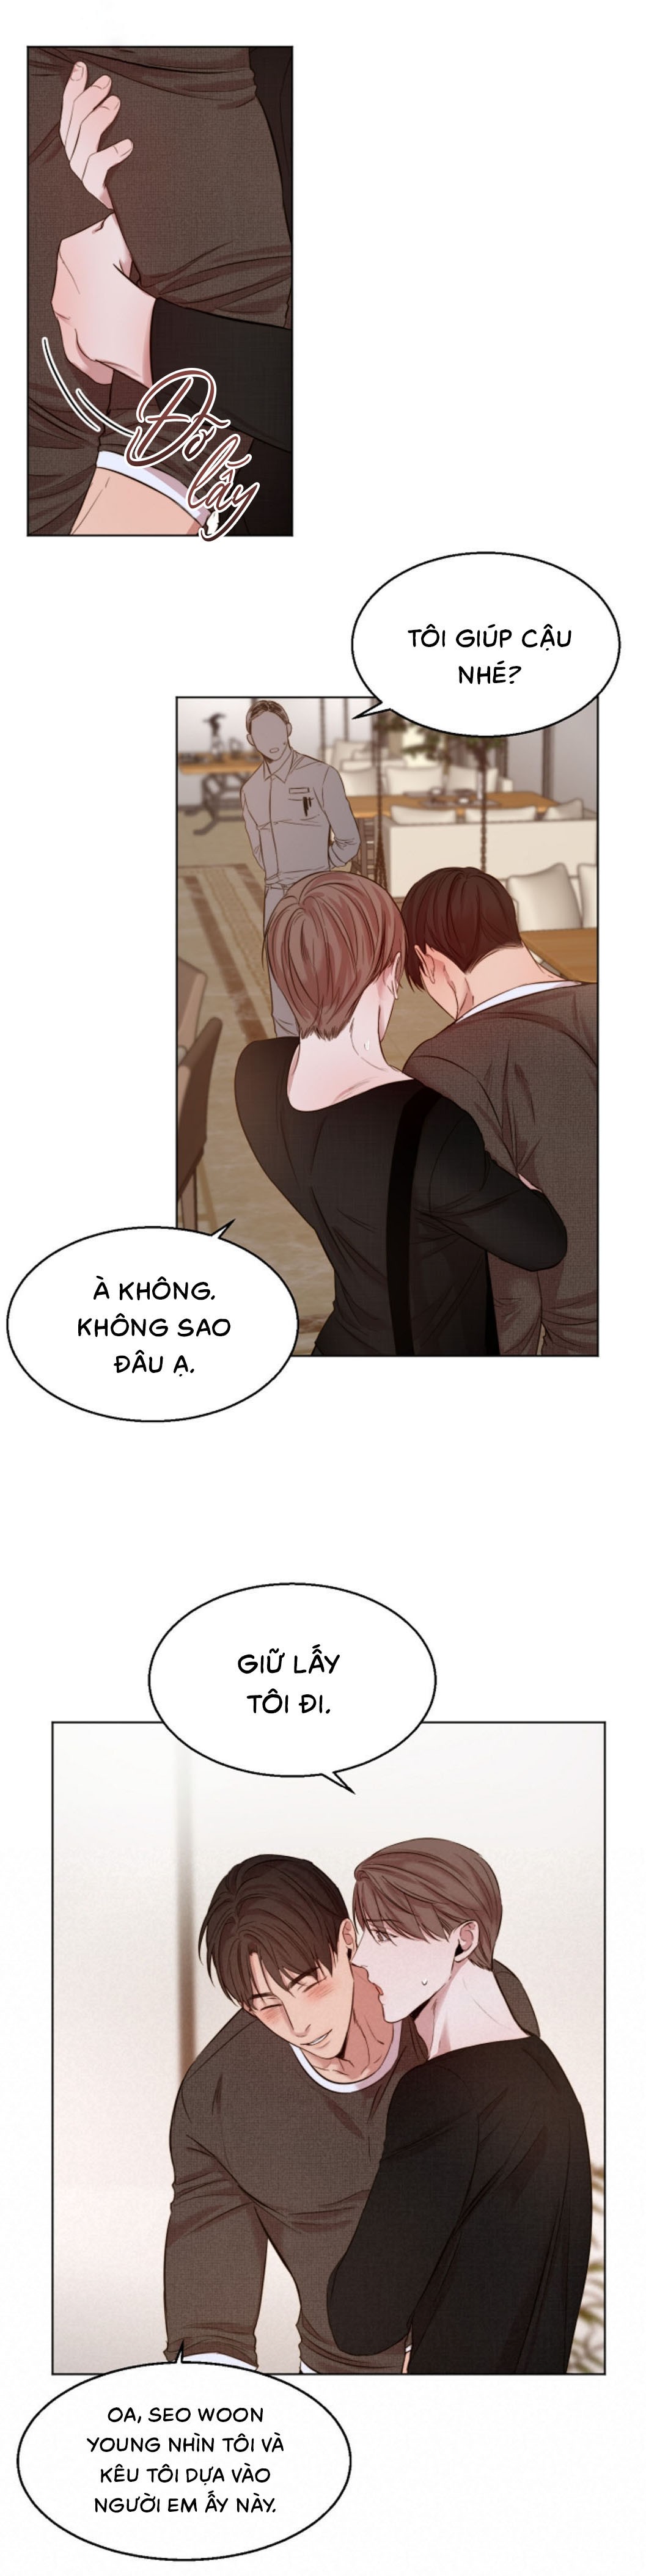 Đỡ
lấy
TÔI GIÚP CẬU
NHÉ?
À KHÔNG.
KHÔNG SAO
ĐÂU Ạ.
GIỮ LẤY
TÔI ĐI.
OA, SEO WOON
YOUNG NHÌN TÔI VÀ
KÊU TÔI DỰA VÀO
NGƯỜI EM ẤY NÀY.